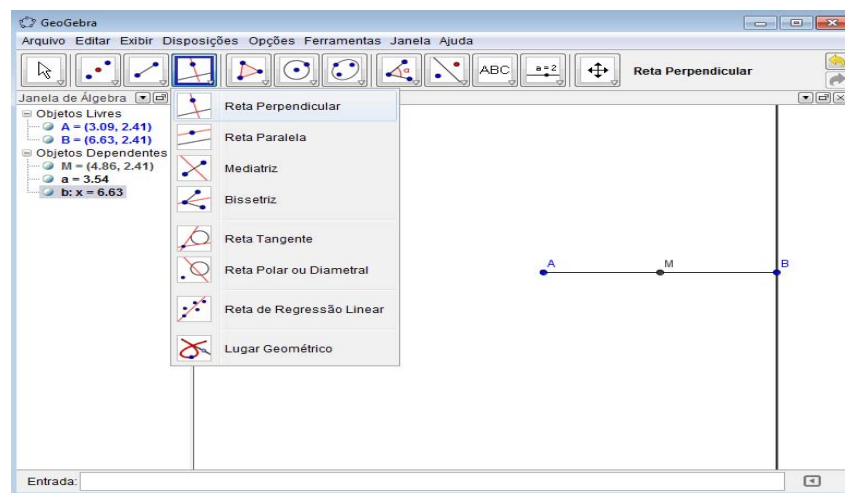 GeoGebra
Arquivo Editar Exibir Disposições Opções Ferramentas Janela Ajuda
ABC a=2 Reta Perpendicular
Janela de Álgebra
Objetos Livres
A = (3.09, 2.41)
B = (6.63, 2.41)
Objetos Dependentes
M = (4.86, 2.41)
a = 3.54
b: x = 6.63
Reta Perpendicular
Reta Paralela
Mediatriz
Bissetriz
Reta Tangente
Reta Polar ou Diametral
Reta de Regressão Linear
Lugar Geométrico
A M B
Entrada: